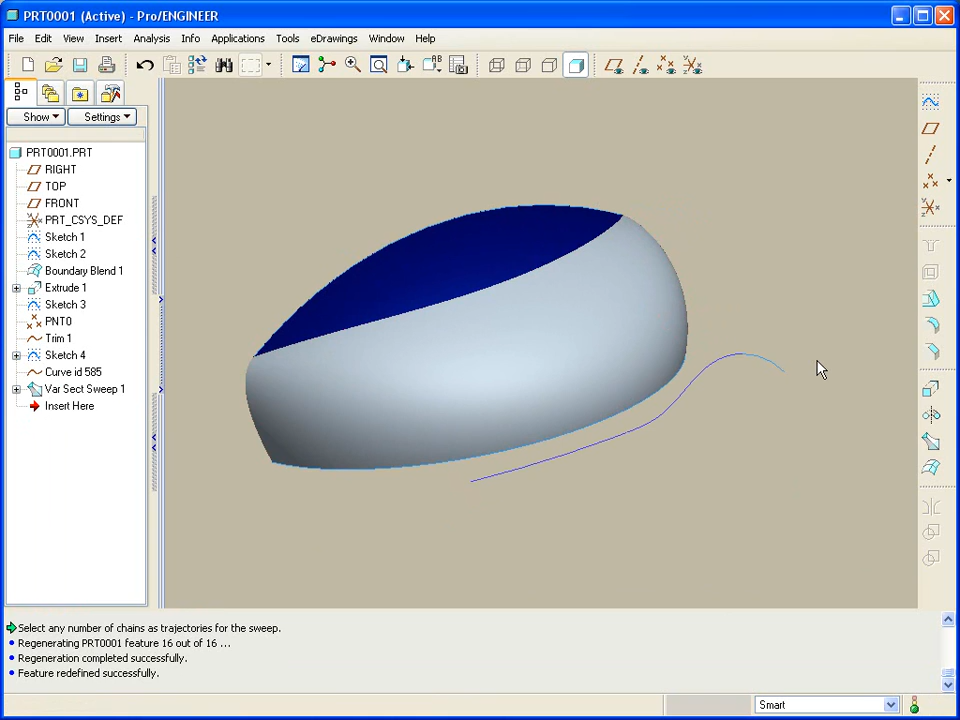 PRT0001 (Active) - Pro/ENGINEER
File Edit View Insert Analysis Info Applications Tools eDrawings Window Help
Show Settings
PRT0001.PRT
RIGHT
TOP
FRONT
PRT_CSYS_DEF
Sketch 1
Sketch 2
Boundary Blend 1
Extrude 1
Sketch 3
PNT0
Trim 1
Sketch 4
Curve id 585
Var Sect Sweep 1
Insert Here
Select any number of chains as trajectories for the sweep.
Regenerating PRT0001 feature 16 out of 16 ...
Regeneration completed successfully.
Feature redefined successfully.
Smart